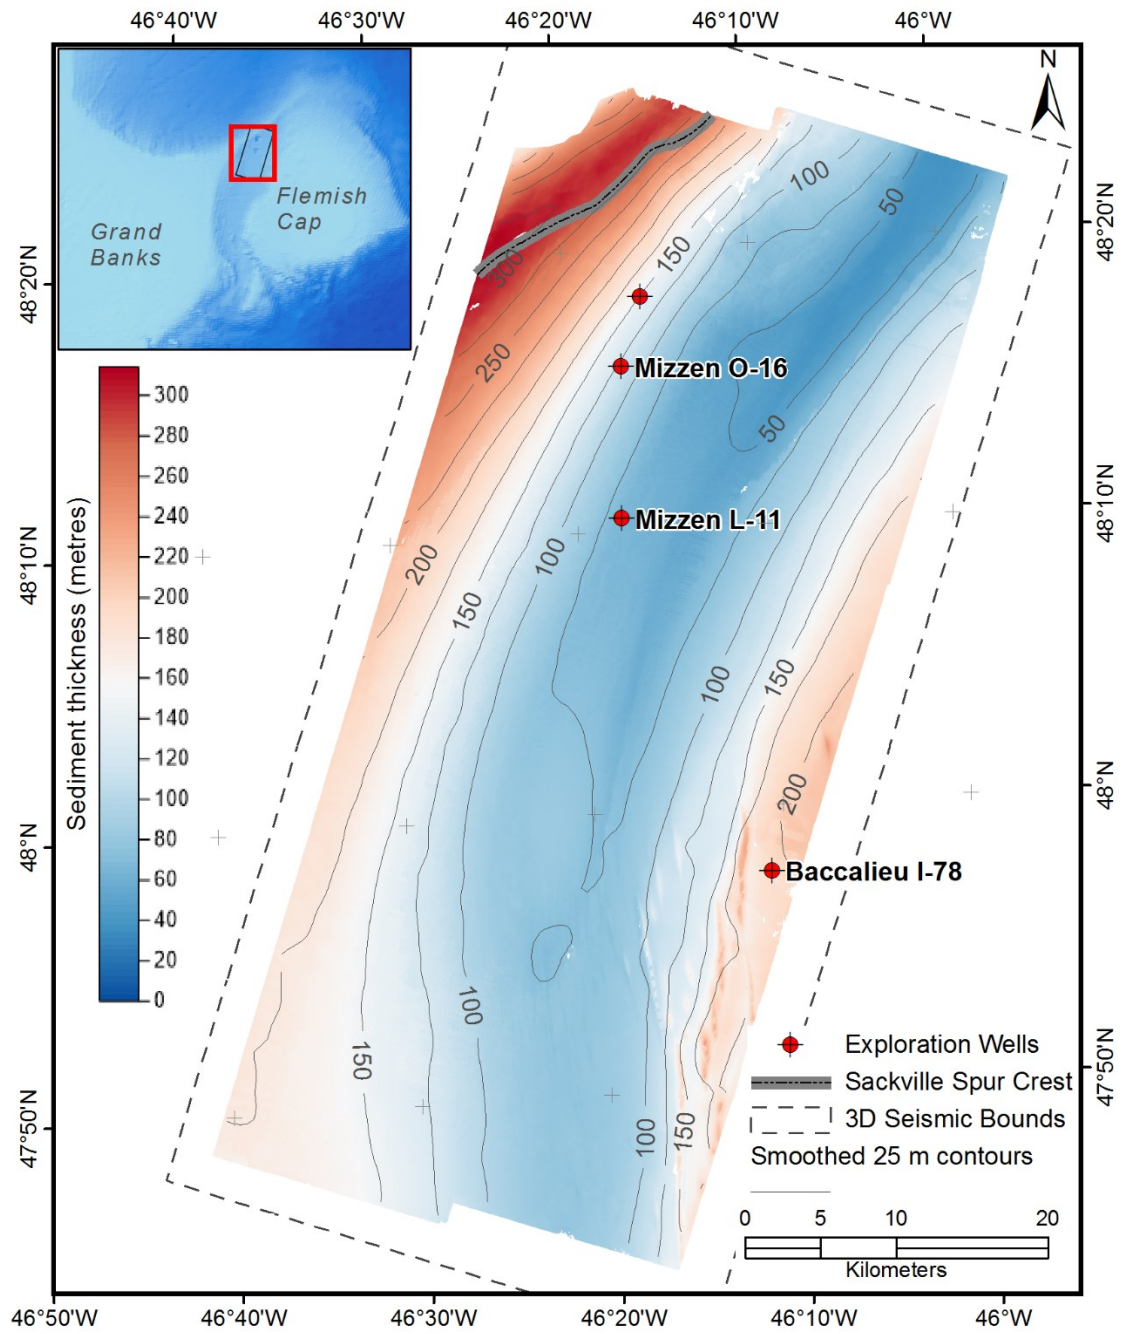 46°40'W 46°30'W 46°20'W 46°10'W 46°W
N
Flemish
Cap
Grand
Banks
48°20'N
48°20'N
100
50
150
300
250
Mizzen O-16
50
Sediment thickness (metres)
300
280
260
240
220
200
180
160
140
120
100
80
60
40
20
0
48°10'N
48°10'N
Mizzen L-11
200
100
150
100
150
48°N
48°N
200
Baccalieu I-78
100
150
100
150
47°50'N
47°50'N
Exploration Wells
Sackville Spur Crest
3D Seismic Bounds
Smoothed 25 m contours
0 5 10 20
Kilometers
46°50'W 46°40'W 46°30'W 46°20'W 46°10'W 46°W